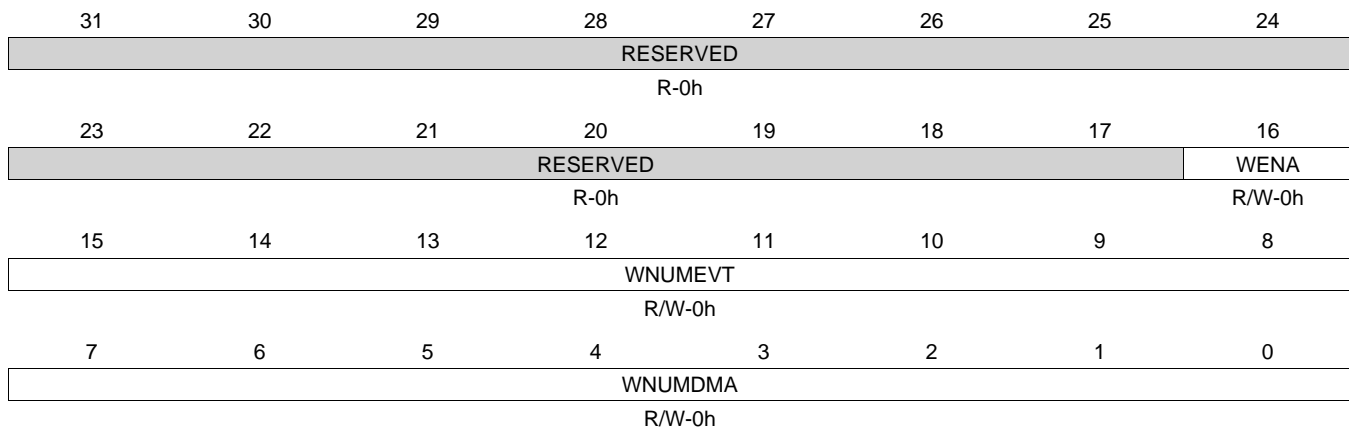 31 30 29 28 27 26 25 24
RESERVED
R-0h
23 22 21 20 19 18 17 16
RESERVED WENA
R-0h R/W-0h
15 14 13 12 11 10 9 8
WNUMEVT
R/W-0h
7 6 5 4 3 2 1 0
WNUMDMA
R/W-0h